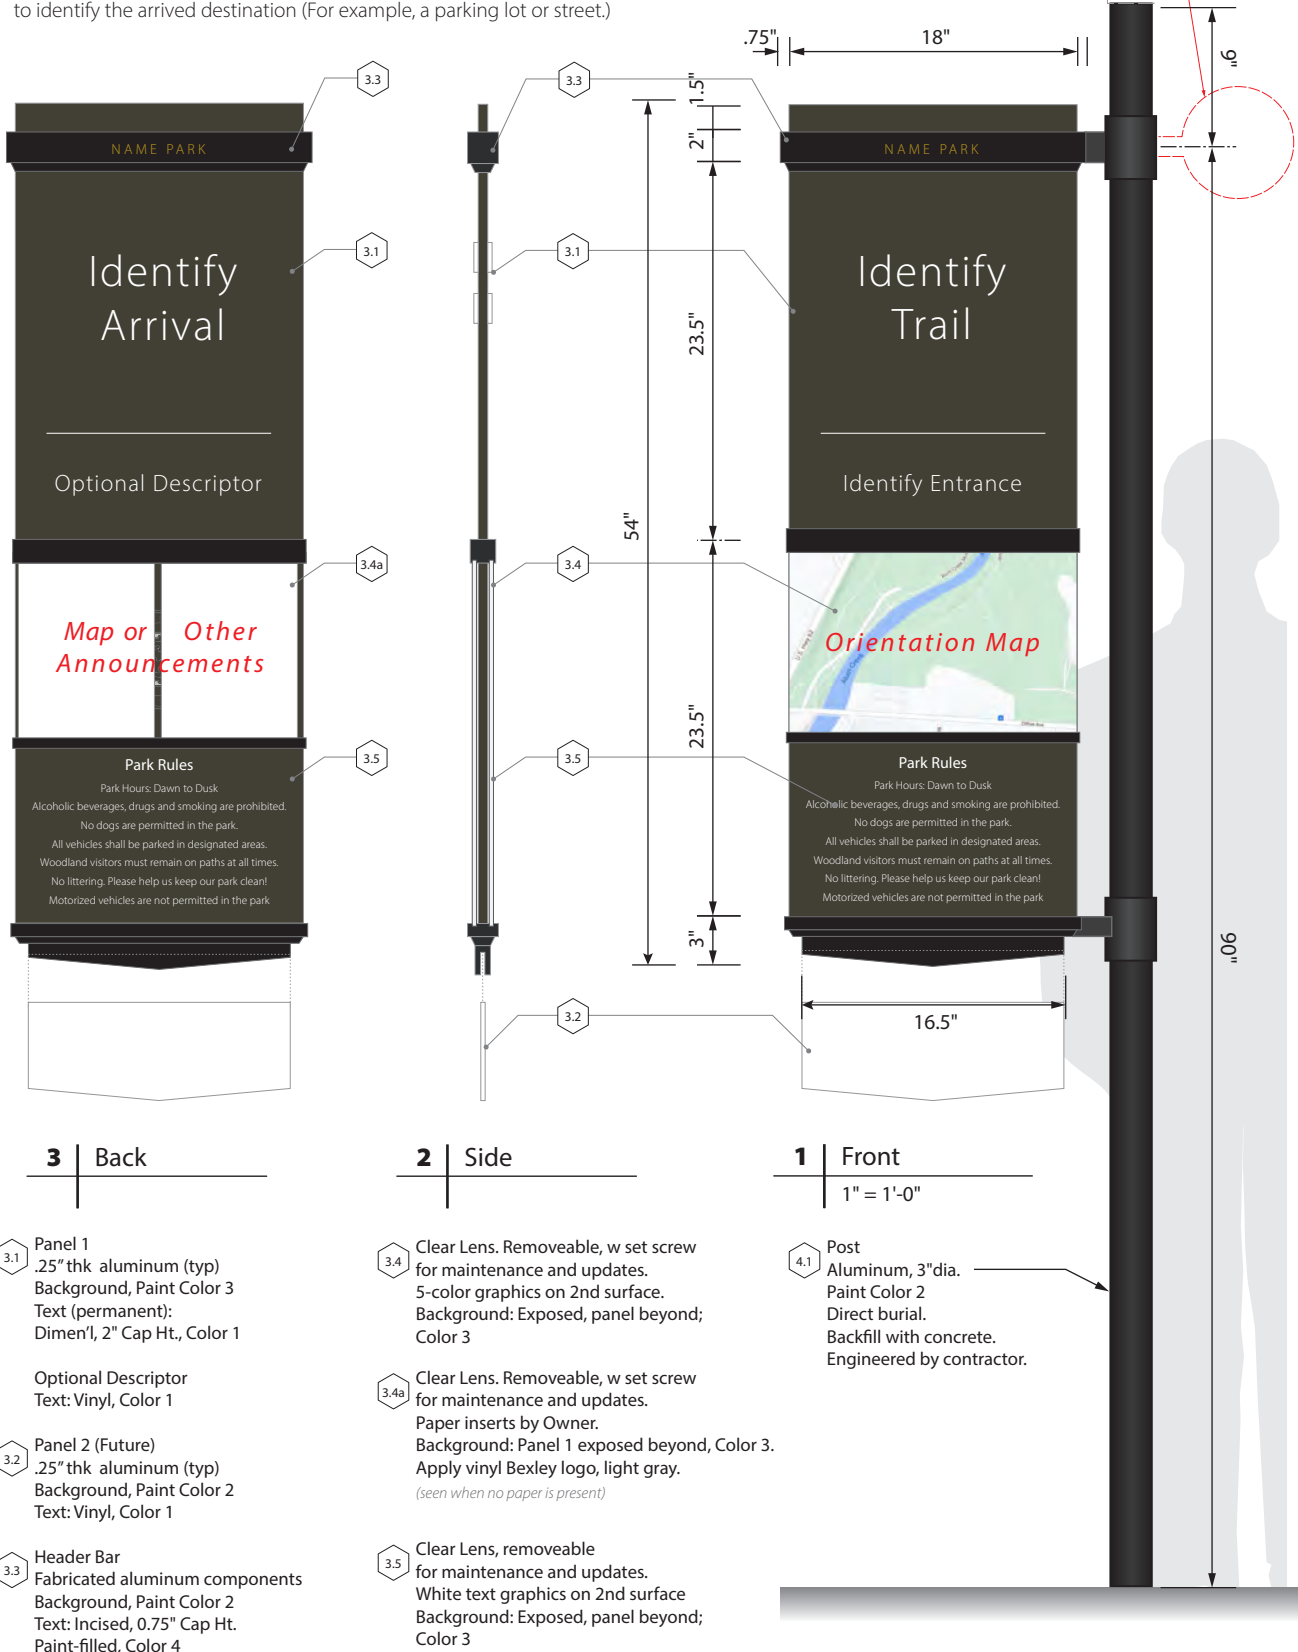 to identify the arrived destination (For example, a parking lot or street.)
.75"
18"
9"
3.3
3.3
1.5"
2"
NAME PARK
NAME PARK
3.1
3.1
Identify
Arrival
Identify
Trail
23.5"
Optional Descriptor
Identify Entrance
54"
3.4a
3.4
Map or Other
Announcements
U.S. Hwy 62
Alum Creek
Orientation Map
23.5"
3.5
3.5
Park Rules
Park Hours: Dawn to Dusk
Alcoholic beverages, drugs and smoking are prohibited.
No dogs are permitted in the park.
All vehicles shall be parked in designated areas.
Woodland visitors must remain on paths at all times.
No littering. Please help us keep our park clean!
Motorized vehicles are not permitted in the park
Park Rules
Park Hours: Dawn to Dusk
Alcoholic beverages, drugs and smoking are prohibited.
No dogs are permitted in the park.
All vehicles shall be parked in designated areas.
Woodland visitors must remain on paths at all times.
No littering. Please help us keep our park clean!
Motorized vehicles are not permitted in the park
3"
90"
3.2
16.5"
3 Back
2 Side
1 Front
1" = 1'-0"
3.1 Panel 1
.25" thk aluminum (typ)
Background, Paint Color 3
Text (permanent):
Dimen'l, 2" Cap Ht., Color 1
Optional Descriptor
Text: Vinyl, Color 1
3.2 Panel 2 (Future)
.25" thk aluminum (typ)
Background, Paint Color 2
Text: Vinyl, Color 1
3.3 Header Bar
Fabricated aluminum components
Background, Paint Color 2
Text: Incised, 0.75" Cap Ht.
Paint-filled, Color 4
3.4 Clear Lens. Removeable, w set screw
for maintenance and updates.
5-color graphics on 2nd surface.
Background: Exposed, panel beyond;
Color 3
3.4a Clear Lens. Removeable, w set screw
for maintenance and updates.
Paper inserts by Owner.
Background: Panel 1 exposed beyond, Color 3.
Apply vinyl Bexley logo, light gray.
(seen when no paper is present)
3.5 Clear Lens, removeable
for maintenance and updates.
White text graphics on 2nd surface
Background: Exposed, panel beyond;
Color 3
4.1 Post
Aluminum, 3"dia.
Paint Color 2
Direct burial.
Backfill with concrete.
Engineered by contractor.